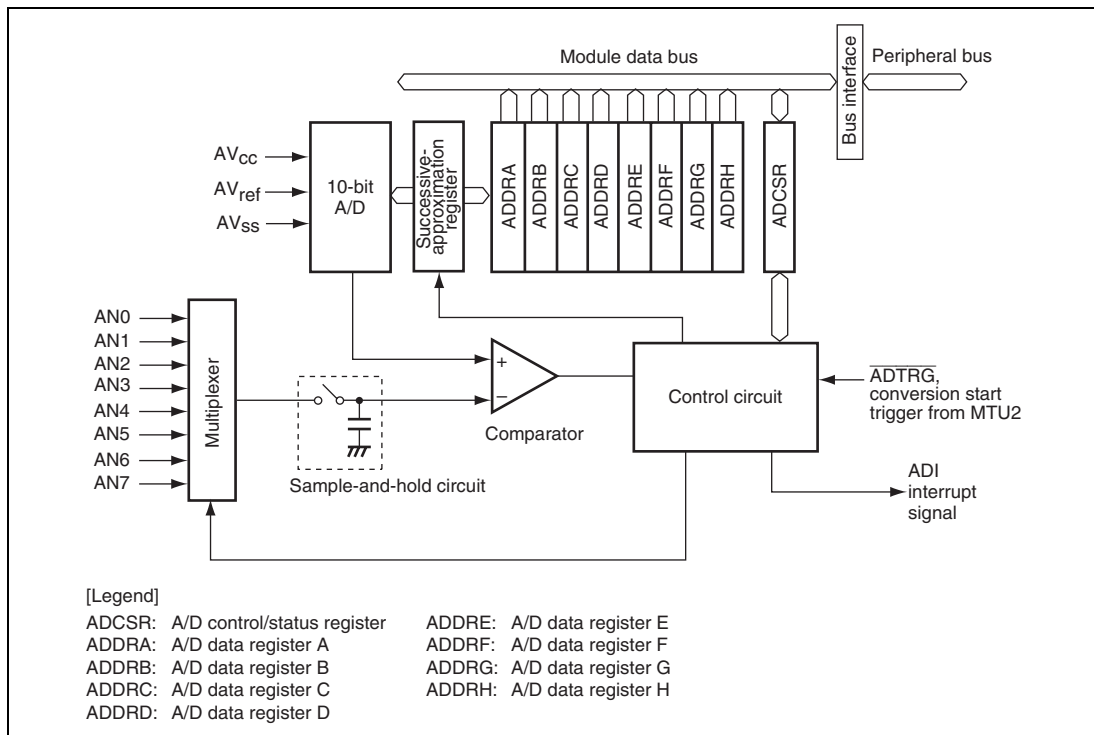 Module data bus
Peripheral bus
Bus interface
AVcc
AVref
AVss
10-bit
A/D
Successive-
approximation
register
ADDRA
ADDRB
ADDRC
ADDRD
ADDRE
ADDRF
ADDRG
ADDRH
ADCSR
AN0
AN1
AN2
AN3
AN4
AN5
AN6
AN7
Multiplexer
Sample-and-hold circuit
+
−
Comparator
Control circuit
ADTRG,
conversion start
trigger from MTU2
ADI
interrupt
signal
[Legend]
ADCSR: A/D control/status register
ADDRA: A/D data register A
ADDRB: A/D data register B
ADDRC: A/D data register C
ADDRD: A/D data register D
ADDRE: A/D data register E
ADDRF: A/D data register F
ADDRG: A/D data register G
ADDRH: A/D data register H